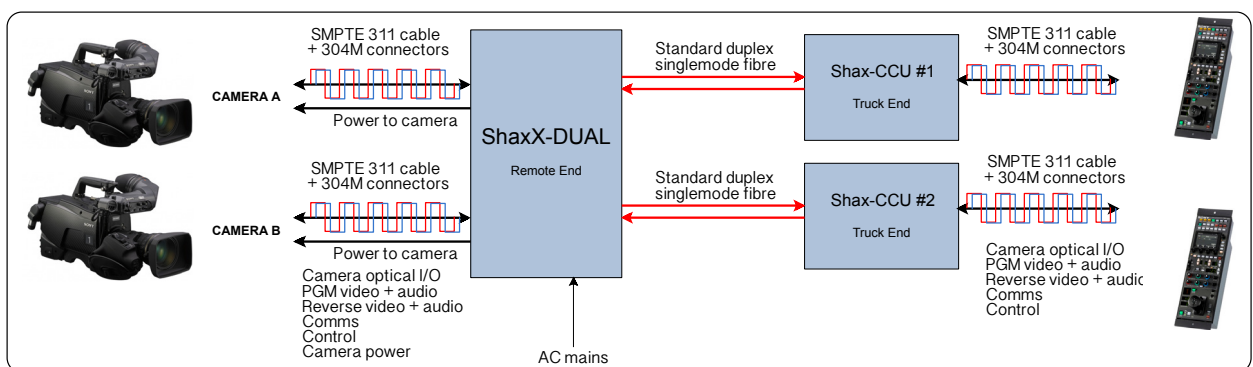 SMPTE 311 cable
+ 304M connectors
CAMERA A
Power to camera
SMPTE 311 cable
+ 304M connectors
CAMERA B
Power to camera
Camera optical I/O
PGM video + audio
Reverse video + audio
Comms
Control
Camera power
ShaxX-DUAL
Remote End
AC mains
Standard duplex
singlemode fibre
Standard duplex
singlemode fibre
Shax-CCU #1
Truck End
Shax-CCU #2
Truck End
SMPTE 311 cable
+ 304M connectors
SMPTE 311 cable
+ 304M connectors
Camera optical I/O
PGM video + audio
Reverse video + audio
Comms
Control